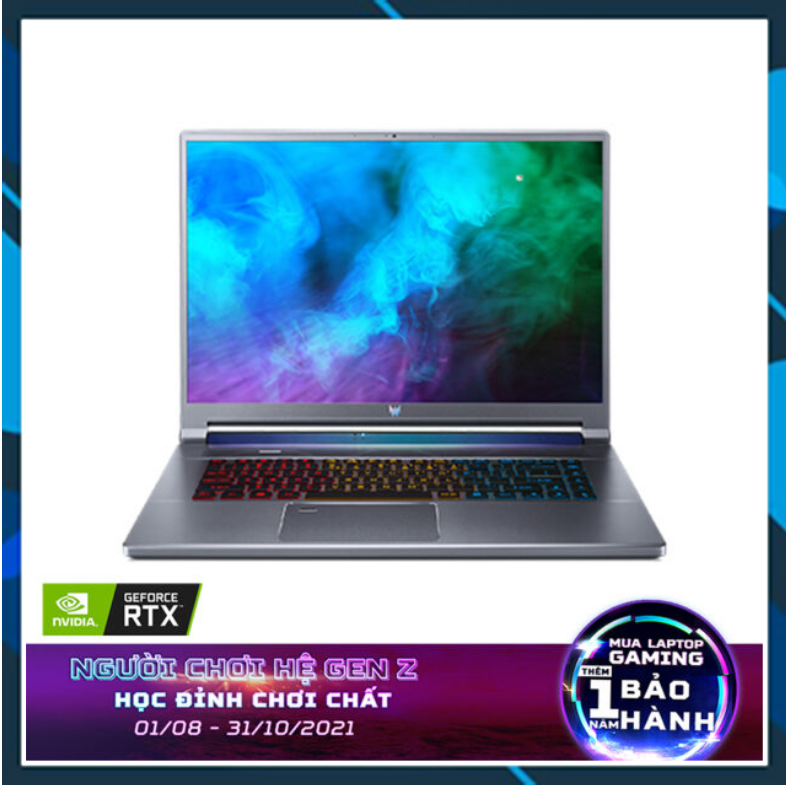 NVIDIA.
GEFORCE
RTX™
NGƯỜI CHƠI HỆ GEN Z
HỌC ĐỈNH CHƠI CHẤT
01/08 - 31/10/2021
MUA LAPTOP
GAMING
THÊM
1
NĂM
BẢO
HÀNH